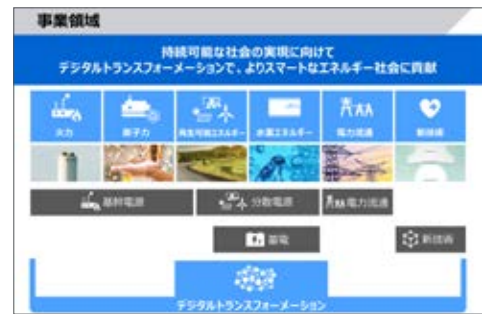 事業領域
持続可能な社会の実現に向けて
デジタルトランスフォーメーションで、よりスマートなエネルギー社会に貢献
火力
原子力
再生可能エネルギー
水素エネルギー
電力流通
新技術
基幹電源
分散電源
電力流通
蓄電
新技術
デジタルトランスフォーメーション